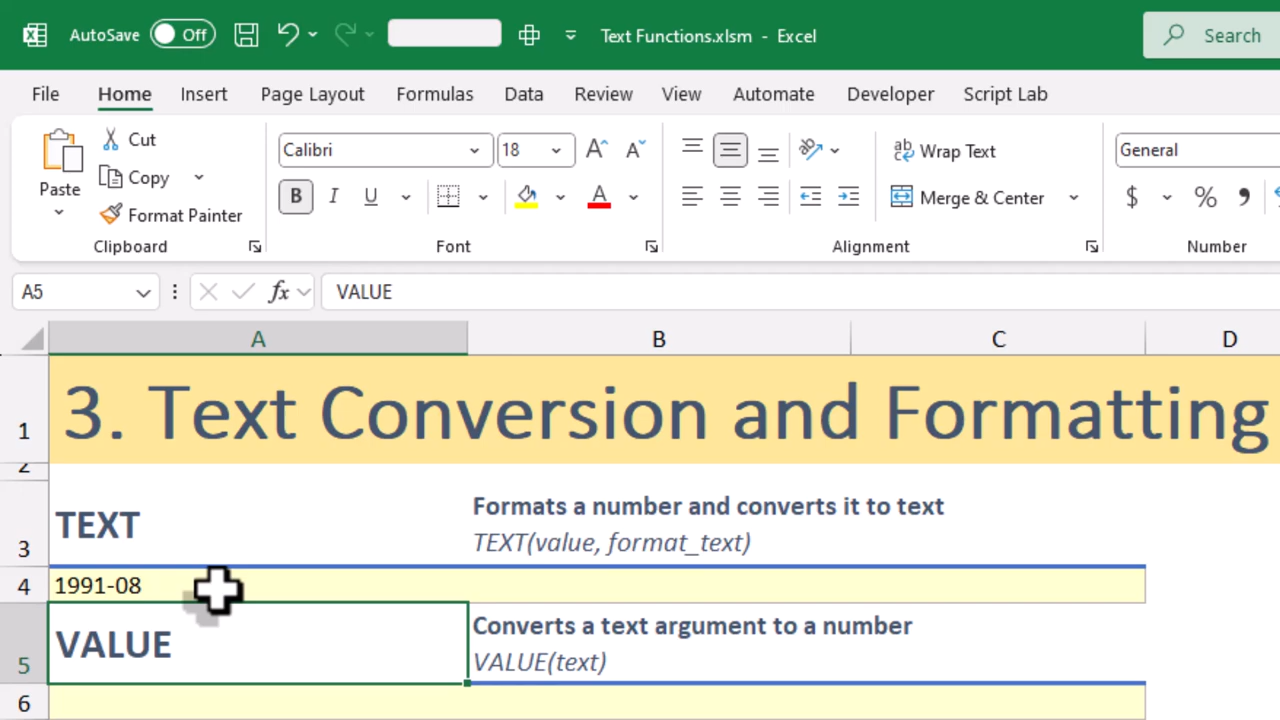 AutoSave Off Text Functions.xlsm - Excel Search
File Home Insert Page Layout Formulas Data Review View Automate Developer Script Lab
Paste
Cut
Copy
Format Painter
Clipboard
Calibri 18 A A
B I U A
Font
ab c Wrap Text
Merge & Center
Alignment
General
$ % ,
Number
A5 fx VALUE
A B C D
1 3. Text Conversion and Formatting
2
3 TEXT
Formats a number and converts it to text
TEXT(value, format_text)
4 1991-08
5 VALUE
Converts a text argument to a number
VALUE(text)
6